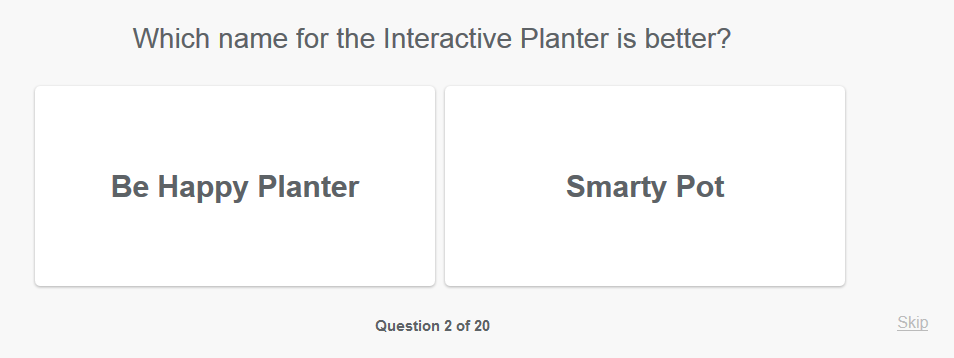 Which name for the Interactive Planter is better?
Be Happy Planter
Smarty Pot
Question 2 of 20
Skip